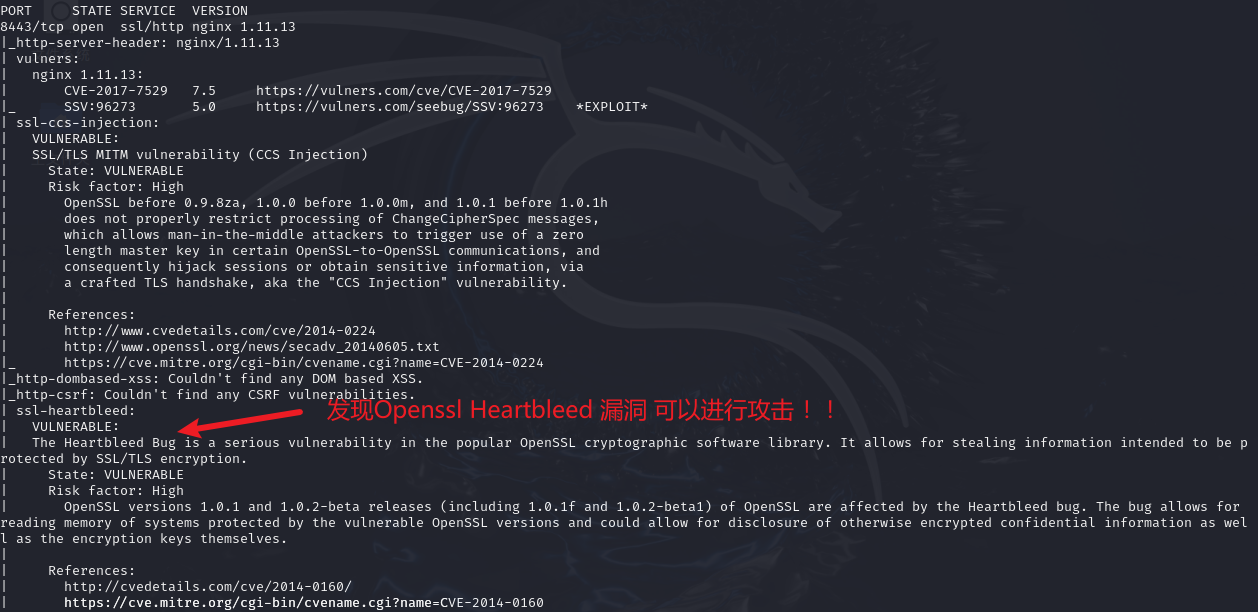 PORT     STATE SERVICE  VERSION
8443/tcp open  ssl/http nginx 1.11.13
|_http-server-header: nginx/1.11.13
| vulners:
|   nginx 1.11.13:
|       CVE-2017-7529   7.5     https://vulners.com/cve/CVE-2017-7529
|_      SSV:96273       5.0     https://vulners.com/seebug/SSV:96273    *EXPLOIT*
| ssl-ccs-injection:
|   VULNERABLE:
|   SSL/TLS MITM vulnerability (CCS Injection)
|     State: VULNERABLE
|     Risk factor: High
|       OpenSSL before 0.9.8za, 1.0.0 before 1.0.0m, and 1.0.1 before 1.0.1h
|       does not properly restrict processing of ChangeCipherSpec messages,
|       which allows man-in-the-middle attackers to trigger use of a zero
|       length master key in certain OpenSSL-to-OpenSSL communications, and
|       consequently hijack sessions or obtain sensitive information, via
|       a crafted TLS handshake, aka the "CCS Injection" vulnerability.
|
|     References:
|       http://www.cvedetails.com/cve/2014-0224
|       http://www.openssl.org/news/secadv_20140605.txt
|_      https://cve.mitre.org/cgi-bin/cvename.cgi?name=CVE-2014-0224
|_http-dombased-xss: Couldn't find any DOM based XSS.
|_http-csrf: Couldn't find any CSRF vulnerabilities.
| ssl-heartbleed:
发现Openssl Heartbleed 漏洞 可以进行攻击！！
|   VULNERABLE:
|   The Heartbleed Bug is a serious vulnerability in the popular OpenSSL cryptographic software library. It allows for stealing information intended to be p
rotected by SSL/TLS encryption.
|     State: VULNERABLE
|     Risk factor: High
|       OpenSSL versions 1.0.1 and 1.0.2-beta releases (including 1.0.1f and 1.0.2-beta1) of OpenSSL are affected by the Heartbleed bug. The bug allows for
reading memory of systems protected by the vulnerable OpenSSL versions and could allow for disclosure of otherwise encrypted confidential information as wel
l as the encryption keys themselves.
|
|     References:
|       http://cvedetails.com/cve/2014-0160/
|       https://cve.mitre.org/cgi-bin/cvename.cgi?name=CVE-2014-0160